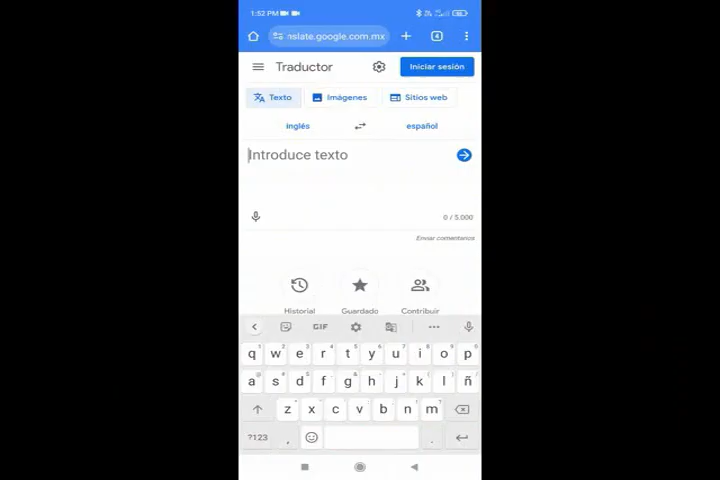 1:52 PM
nslate.google.com.mx
4
Traductor
Iniciar sesión
Texto
Imágenes
Sitios web
inglés
español
Introduce texto
0 / 5.000
Enviar comentarios
Historial
Guardado
Contribuir
GIF
q w e r t y u i o p
a s d f g h j k l ñ
z x c v b n m
?123 , .